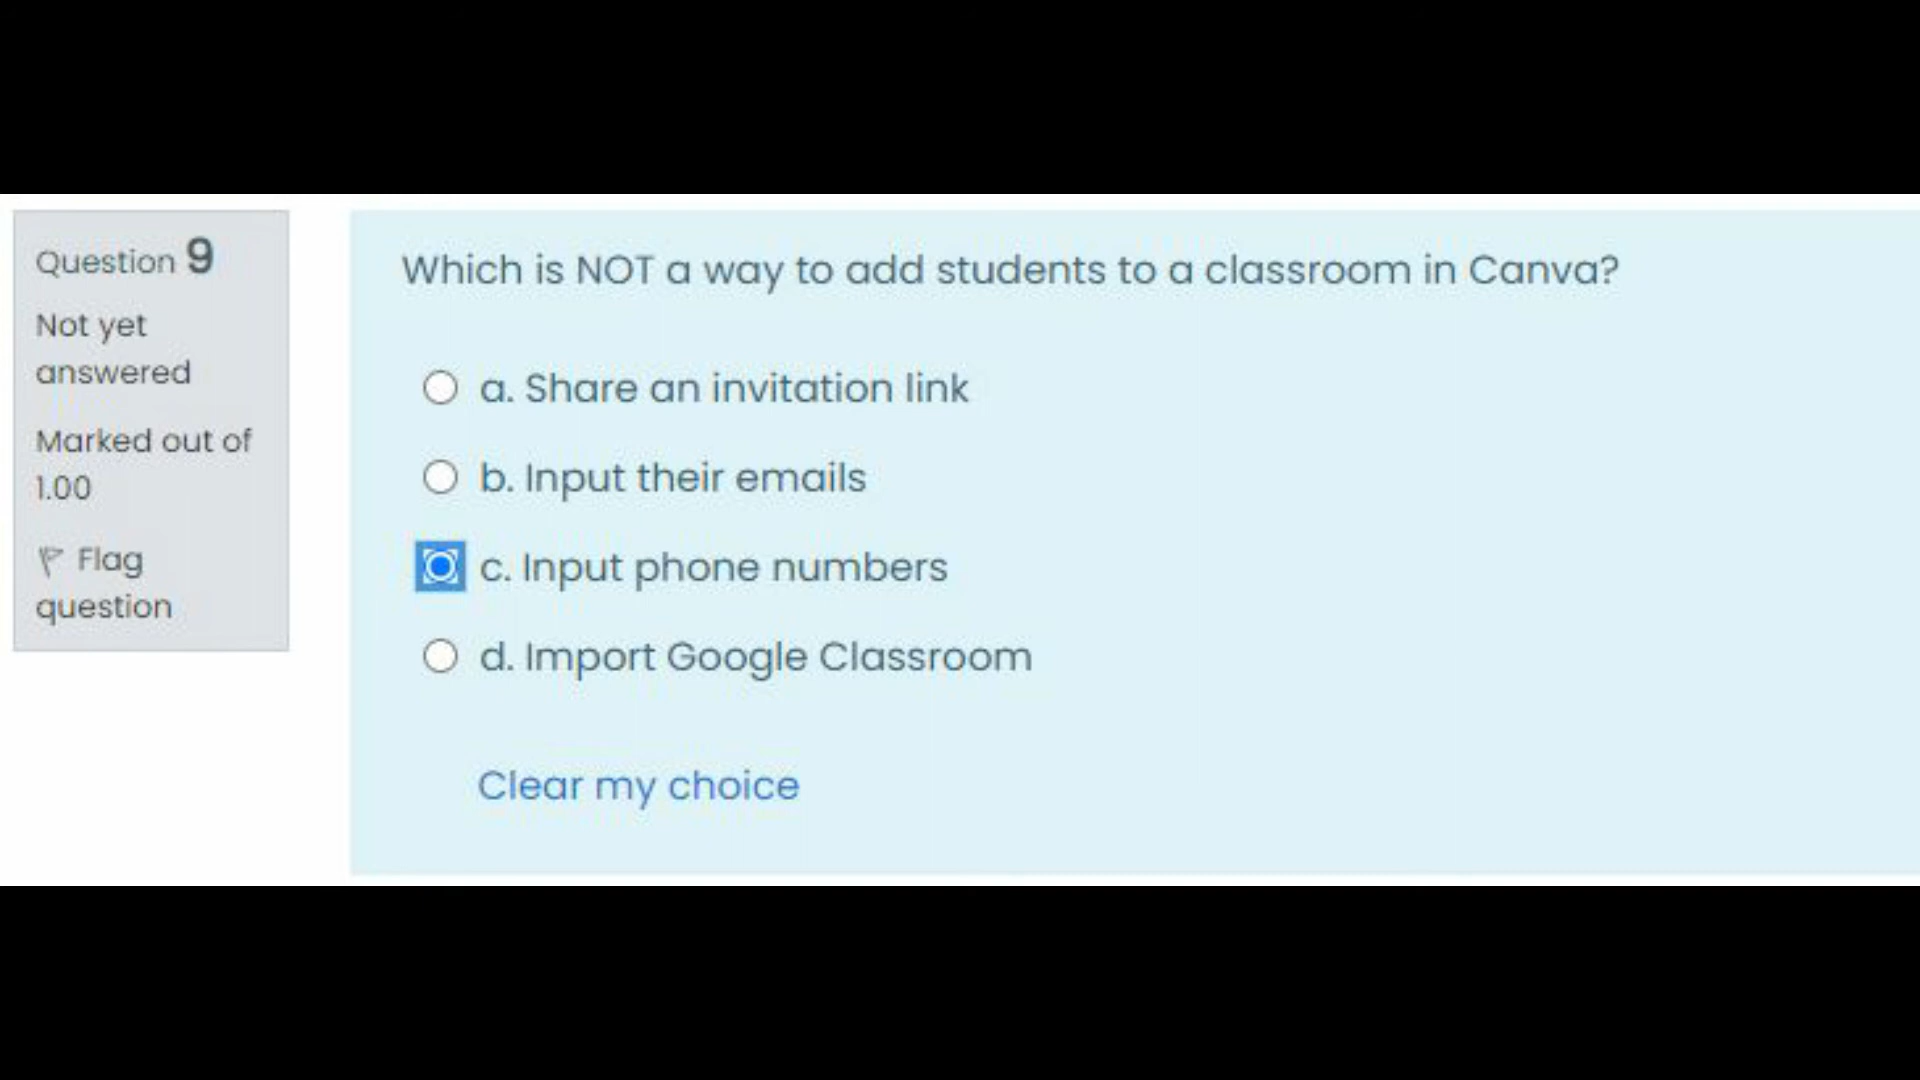 Question 9
Not yet
answered
Marked out of
1.00
Flag
question
Which is NOT a way to add students to a classroom in Canva?
a. Share an invitation link
b. Input their emails
c. Input phone numbers
d. Import Google Classroom
Clear my choice